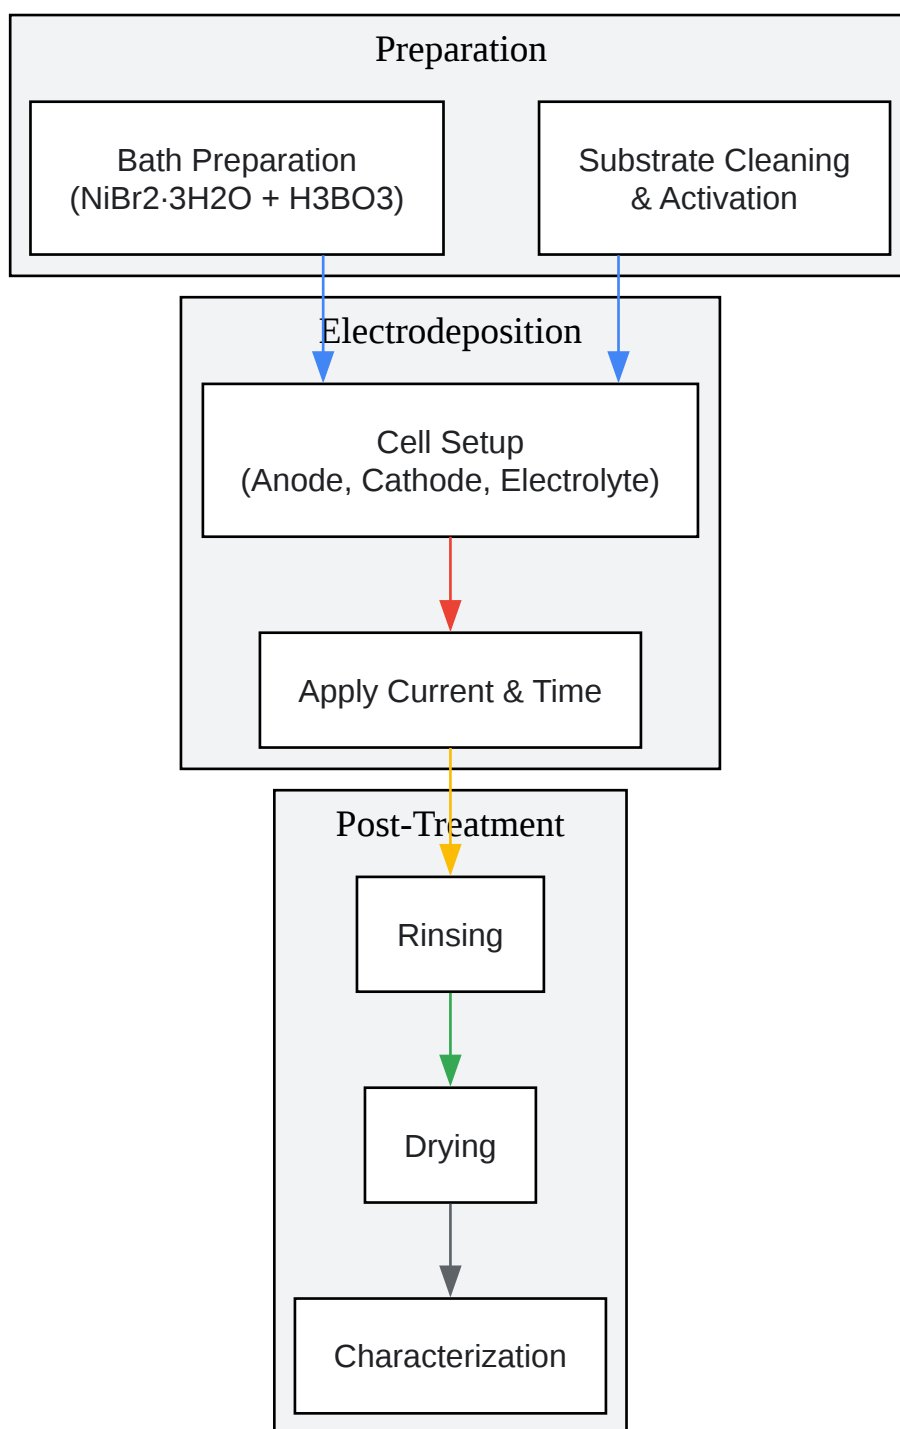 Preparation
Bath Preparation
(NiBr2·3H2O + H3BO3)
Substrate Cleaning
& Activation
Electrodeposition
Cell Setup
(Anode, Cathode, Electrolyte)
Apply Current & Time
Post-Treatment
Rinsing
Drying
Characterization